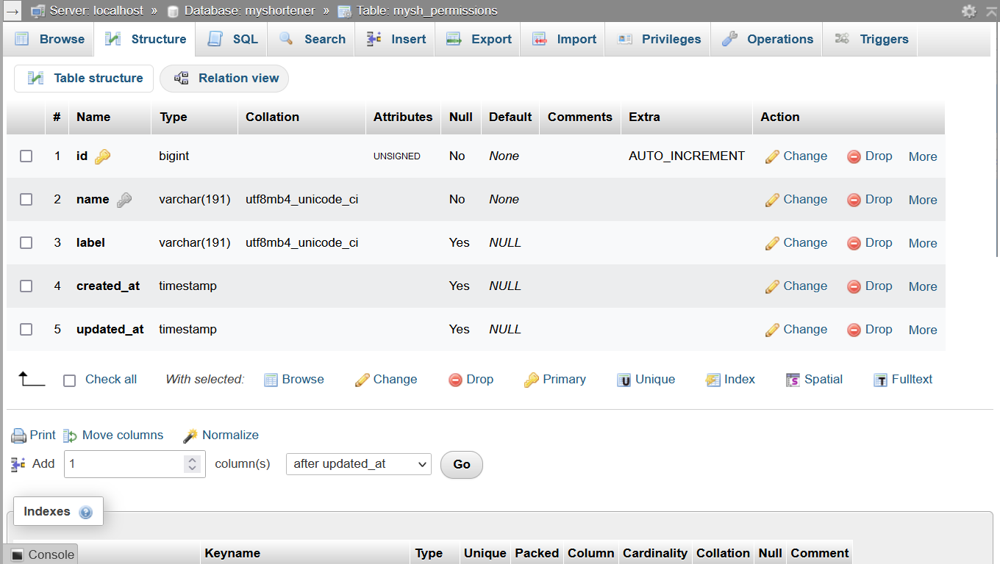 Server: localhost » Database: myshortener » Table: mysh_permissions
Browse Structure SQL Search Insert Export Import Privileges Operations Triggers
Table structure Relation view
# Name Type Collation Attributes Null Default Comments Extra Action
1 id bigint UNSIGNED No None AUTO_INCREMENT Change Drop More
2 name varchar(191) utf8mb4_unicode_ci No None Change Drop More
3 label varchar(191) utf8mb4_unicode_ci Yes NULL Change Drop More
4 created_at timestamp Yes NULL Change Drop More
5 updated_at timestamp Yes NULL Change Drop More
Check all With selected: Browse Change Drop Primary Unique Index Spatial Fulltext
Print Move columns Normalize
Add 1 column(s) after updated_at Go
Indexes
Keyname Type Unique Packed Column Cardinality Collation Null Comment
Console